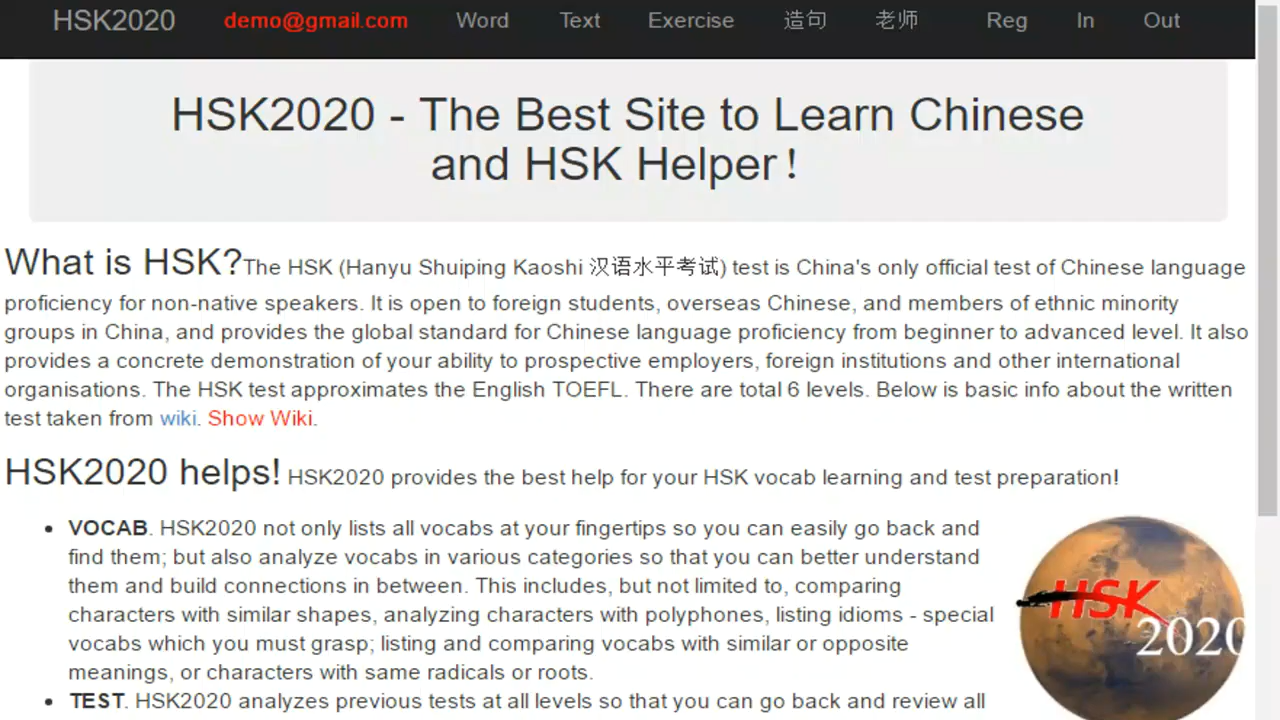 HSK2020 demo@gmail.com Word Text Exercise 造句 老师 Reg In Out
HSK2020 - The Best Site to Learn Chinese
and HSK Helper！
What is HSK?The HSK (Hanyu Shuiping Kaoshi 汉语水平考试) test is China's only official test of Chinese language
proficiency for non-native speakers. It is open to foreign students, overseas Chinese, and members of ethnic minority
groups in China, and provides the global standard for Chinese language proficiency from beginner to advanced level. It also
provides a concrete demonstration of your ability to prospective employers, foreign institutions and other international
organisations. The HSK test approximates the English TOEFL. There are total 6 levels. Below is basic info about the written
test taken from wiki. Show Wiki.
HSK2020 helps! HSK2020 provides the best help for your HSK vocab learning and test preparation!
• VOCAB. HSK2020 not only lists all vocabs at your fingertips so you can easily go back and
find them; but also analyze vocabs in various categories so that you can better understand
them and build connections in between. This includes, but not limited to, comparing
characters with similar shapes, analyzing characters with polyphones, listing idioms - special
vocabs which you must grasp; listing and comparing vocabs with similar or opposite
meanings, or characters with same radicals or roots.
• TEST. HSK2020 analyzes previous tests at all levels so that you can go back and review all
HSK
2020